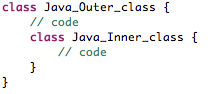 class Java_Outer_class {
    // code
    class Java_Inner_class {
        // code
    }
}